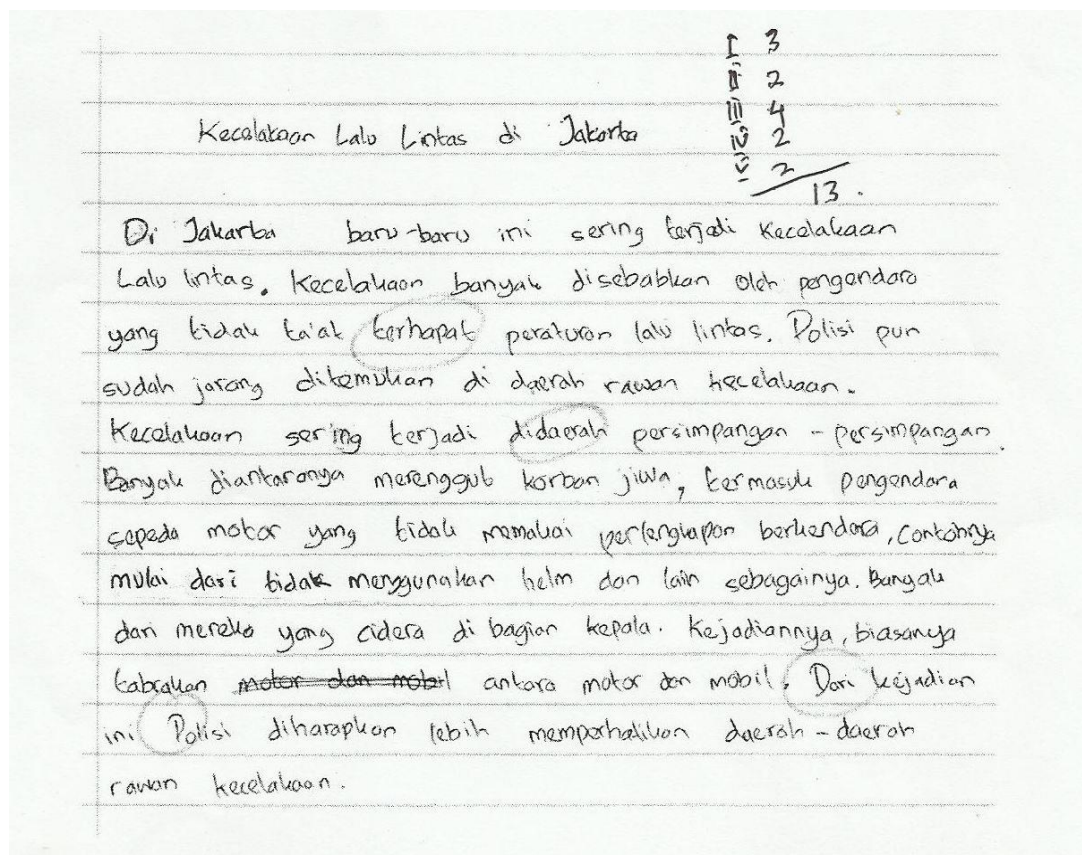 I 3
II 2
III 4
IV 2
V 2
13.
Kecelakaan Lalu Lintas di Jakarta
Di Jakarta baru-baru ini sering terjadi Kecelakaan
Lalu lintas. Kecelakaan banyak disebabkan oleh pengendara
yang tidak ta'at terhapat peraturan lalu lintas. Polisi pun
sudah jarang ditemukan di daerah rawan kecelakaan.
Kecelakaan sering terjadi didaerah persimpangan - persimpangan.
Banyak diantaranya merenggut korban jiwa, termasuk pengendara
sepeda motor yang tidak memakai perlengkapan berkendara, Contohnya
mulai dari tidak menggunakan helm dan lain sebagainya. Banyak
dari mereka yang cidera di bagian kepala. Kejadiannya, biasanya
tabrakan motor dan mobil antara motor dan mobil. Dari kejadian
ini Polisi diharapkan lebih memperhatikan daerah - daerah
rawan kecelakaan.